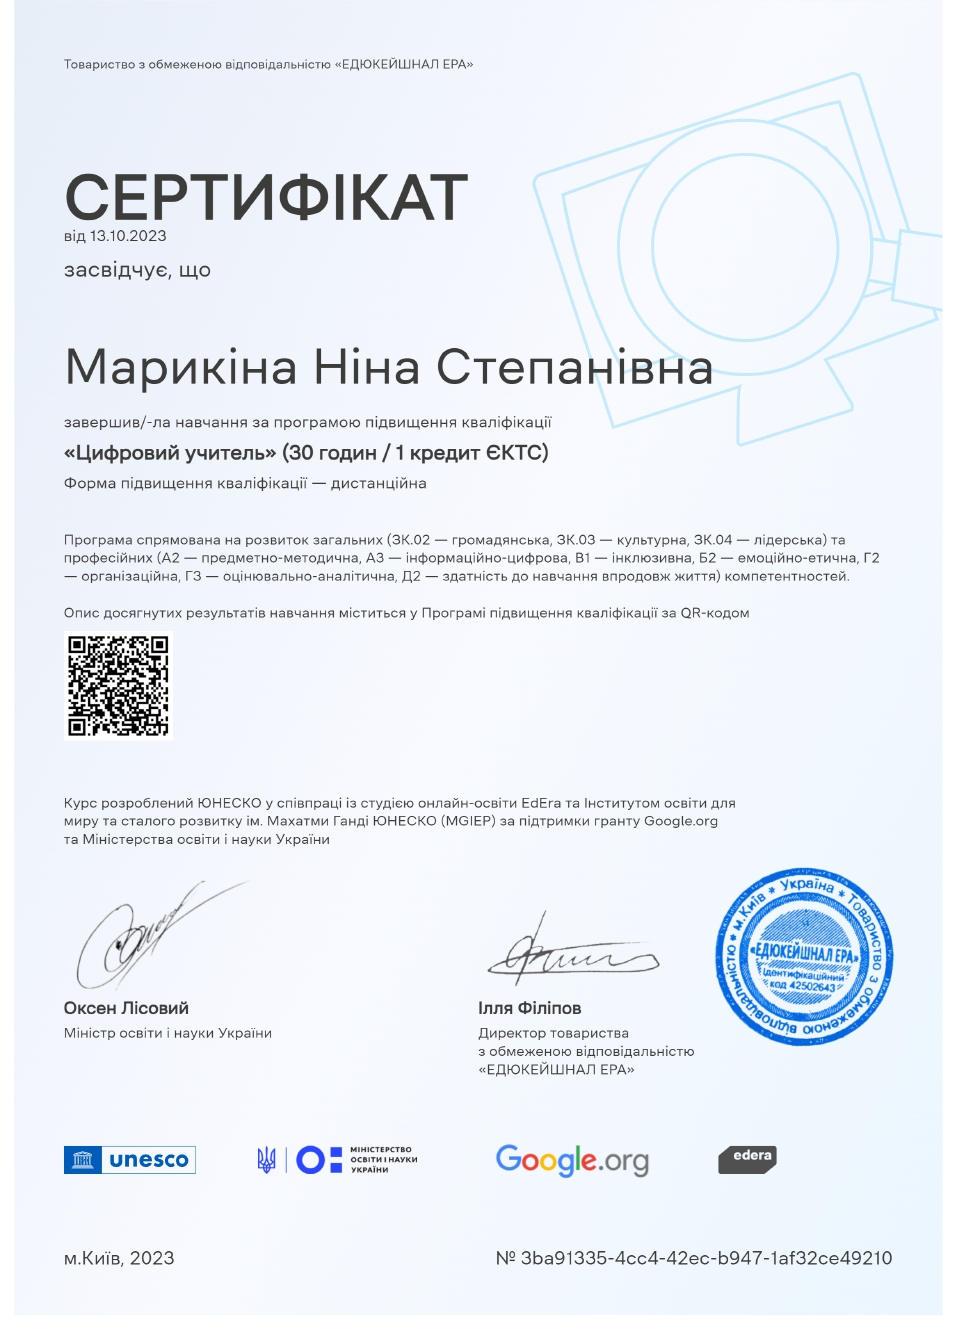 Товариство з обмеженою відповідальністю «ЕДЮКЕЙШНАЛ ЕРА»
СЕРТИФІКАТ
від 13.10.2023
засвідчує, що
Марикіна Ніна Степанівна
завершив/-ла навчання за програмою підвищення кваліфікації
«Цифровий учитель» (30 годин / 1 кредит ЄКТС)
Форма підвищення кваліфікації — дистанційна
Програма спрямована на розвиток загальних (ЗК.02 — громадянська, ЗК.03 — культурна, ЗК.04 — лідерська) та
професійних (А2 — предметно-методична, А3 — інформаційно-цифрова, В1 — інклюзивна, Б2 — емоційно-етична, Г2
— організаційна, Г3 — оцінювально-аналітична, Д2 — здатність до навчання впродовж життя) компетентностей.
Опис досягнутих результатів навчання міститься у Програмі підвищення кваліфікації за QR-кодом
Курс розроблений ЮНЕСКО у співпраці із студією онлайн-освіти EdEra та Інститутом освіти для
миру та сталого розвитку ім. Махатми Ганді ЮНЕСКО (MGIEP) за підтримки гранту Google.org
та Міністерства освіти і науки України
Оксен Лісовий
Міністр освіти і науки України
Ілля Філіпов
Директор товариства
з обмеженою відповідальністю
«ЕДЮКЕЙШНАЛ ЕРА»
* Україна * Товариство з обмеженою відповідальністю * м.Київ
«ЕДЮКЕЙШНАЛ ЕРА»
Ідентифікаційний
код 42502643
unesco
МІНІСТЕРСТВО
ОСВІТИ І НАУКИ
УКРАЇНИ
Google.org
edera
м.Київ, 2023
№ 3ba91335-4cc4-42ec-b947-1af32ce49210